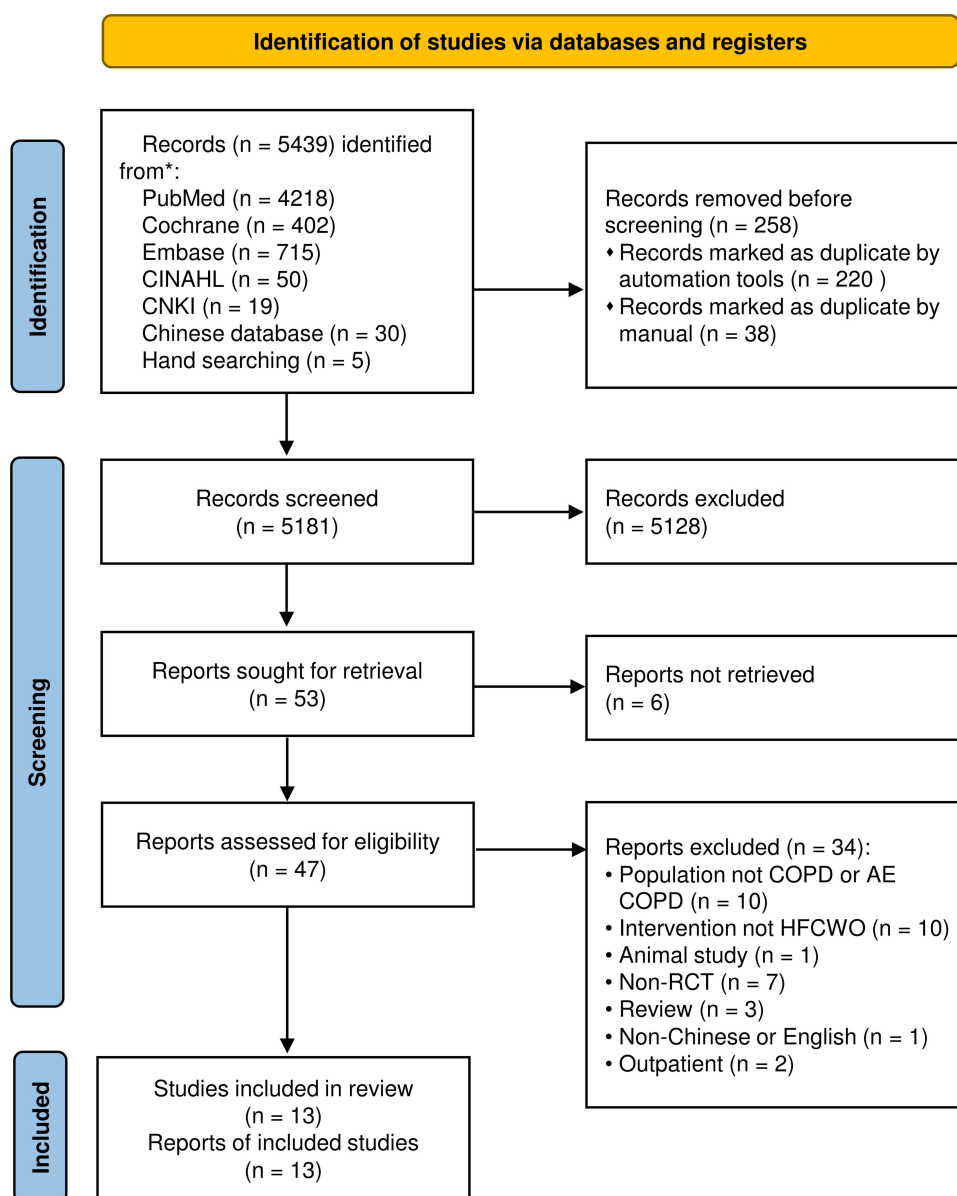 Identification of studies via databases and registers
Identification
Records (n = 5439) identified
from*:
PubMed (n = 4218)
Cochrane (n = 402)
Embase (n = 715)
CINAHL (n = 50)
CNKI (n = 19)
Chinese database (n = 30)
Hand searching (n = 5)
Records removed before
screening (n = 258)
♦ Records marked as duplicate by
automation tools (n = 220 )
♦ Records marked as duplicate by
manual (n = 38)
Screening
Records screened
(n = 5181)
Records excluded
(n = 5128)
Reports sought for retrieval
(n = 53)
Reports not retrieved
(n = 6)
Reports assessed for eligibility
(n = 47)
Reports excluded (n = 34):
• Population not COPD or AE
COPD (n = 10)
• Intervention not HFCWO (n = 10)
• Animal study (n = 1)
• Non-RCT (n = 7)
• Review (n = 3)
• Non-Chinese or English (n = 1)
• Outpatient (n = 2)
Included
Studies included in review
(n = 13)
Reports of included studies
(n = 13)